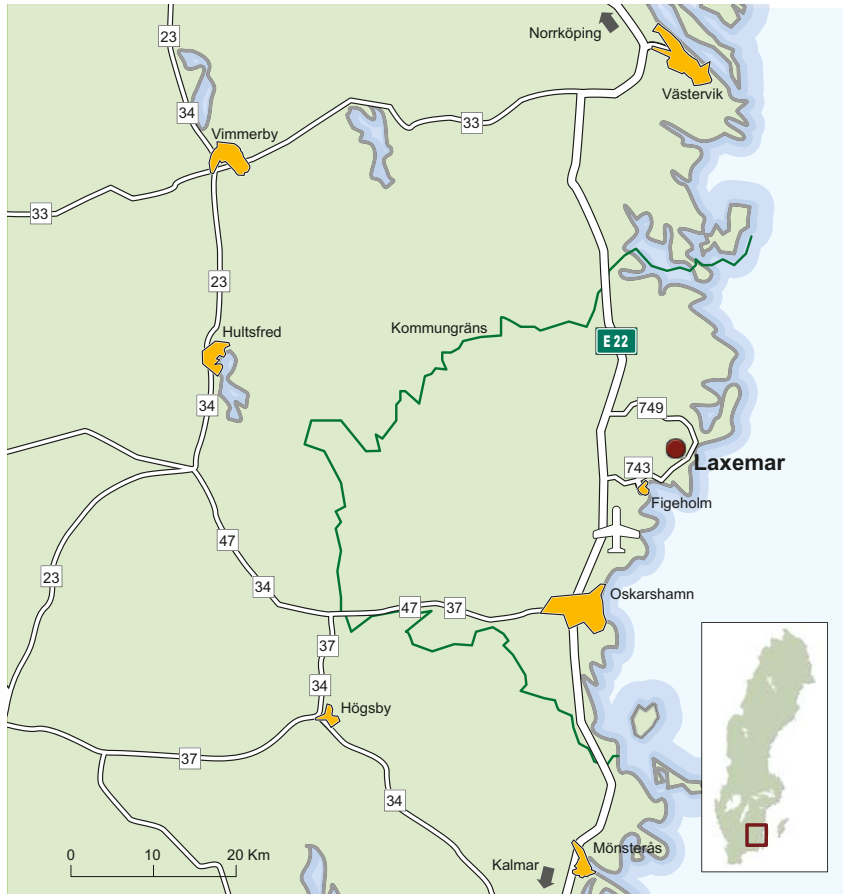 Norrköping
23
Västervik
34
33
Vimmerby
33
23
Kommungräns
Hultsfred
E 22
34
749
Laxemar
743
Figeholm
47
23
34
47
37
Oskarshamn
37
34
Högsby
37
34
0 10 20 Km
Mönsterås
Kalmar